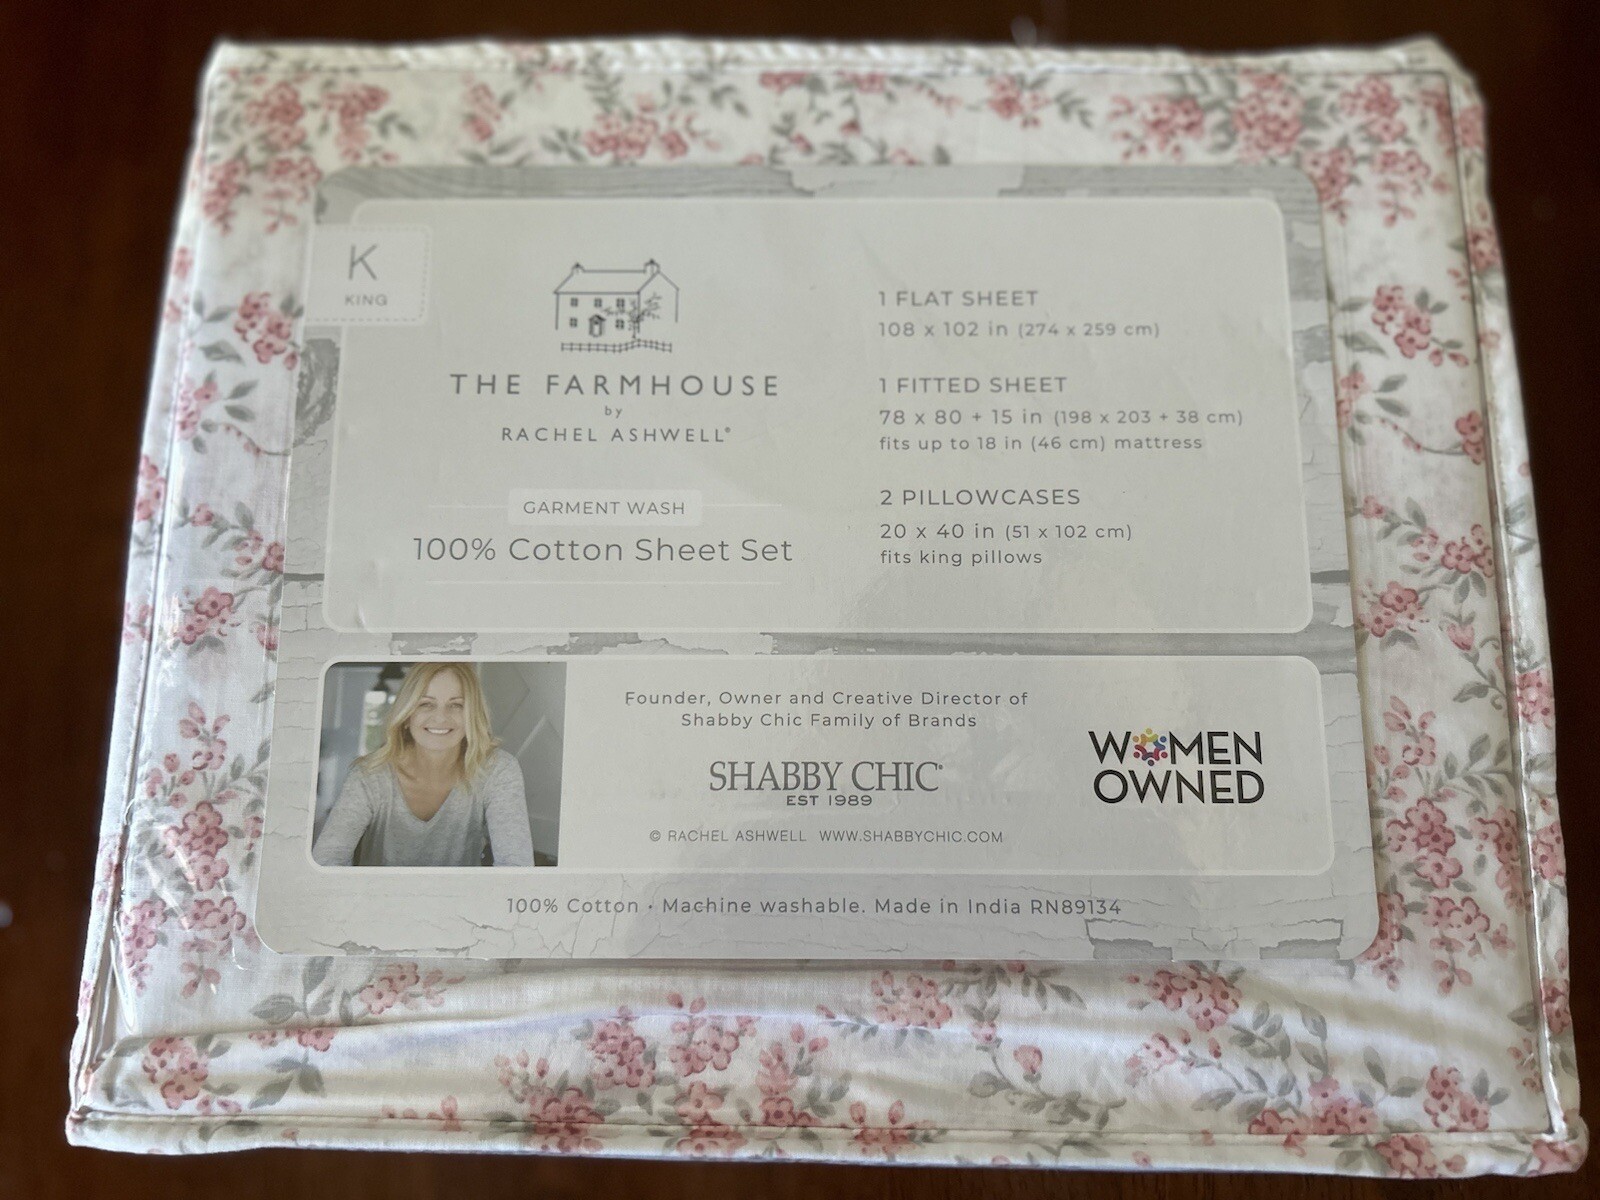 K
KING
THE FARMHOUSE
by
RACHEL ASHWELL®
GARMENT WASH
100% Cotton Sheet Set
1 FLAT SHEET
108 x 102 in (274 x 259 cm)
1 FITTED SHEET
78 x 80 + 15 in (198 x 203 + 38 cm)
fits up to 18 in (46 cm) mattress
2 PILLOWCASES
20 x 40 in (51 x 102 cm)
fits king pillows
Founder, Owner and Creative Director of
Shabby Chic Family of Brands
SHABBY CHIC®
EST 1989
© RACHEL ASHWELL WWW.SHABBYCHIC.COM
WOMEN
OWNED
100% Cotton • Machine washable. Made in India RN89134